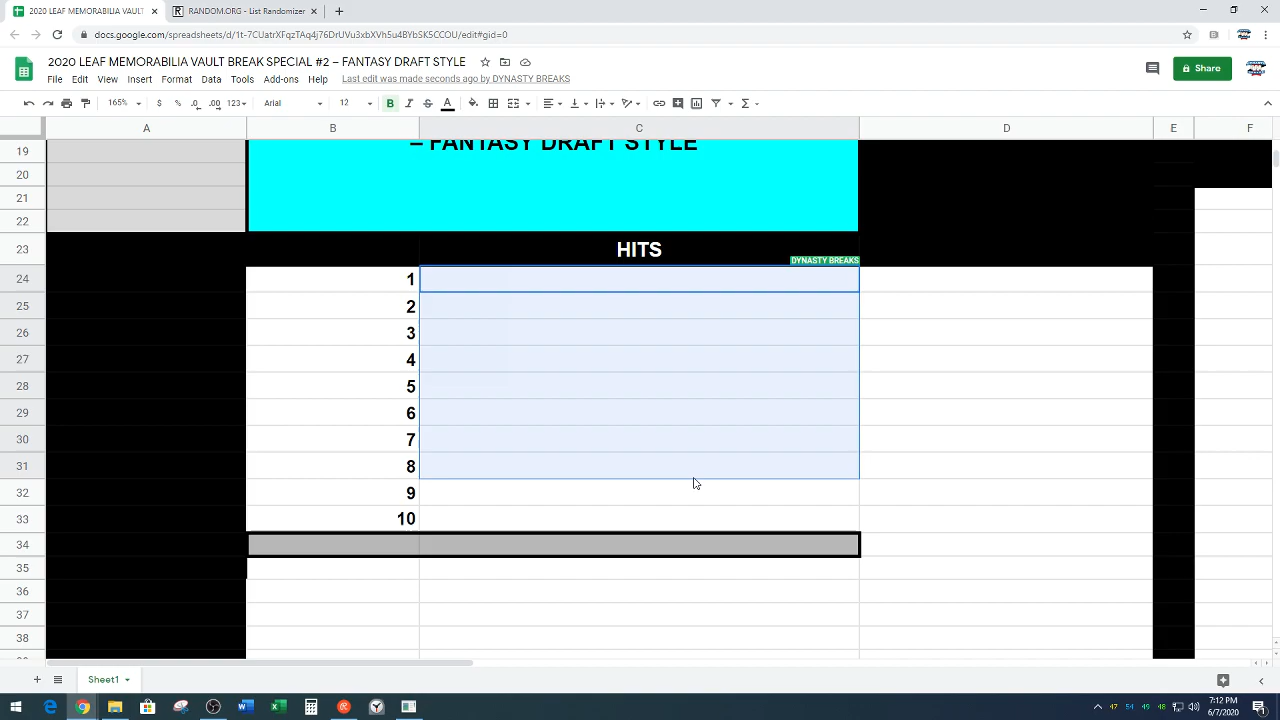 2020 LEAF MEMORABILIA VAULT
RANDOM.ORG - List Randomizer
docs.google.com/spreadsheets/d/1t-7CUatrXFqzTAq4j76DrUVu3xbXVh5u4BYbSK5CCOU/edit#gid=0
2020 LEAF MEMORABILIA VAULT BREAK SPECIAL #2 – FANTASY DRAFT STYLE
File Edit View Insert Format Data Tools Add-ons Help Last edit was made seconds ago by DYNASTY BREAKS
Share
165% $ % .0 .00 123 Arial 12 B I S A
A B C D E F
19 – FANTASY DRAFT STYLE
20
21
22
23 HITS
DYNASTY BREAKS
24 1
25 2
26 3
27 4
28 5
29 6
30 7
31 8
32 9
33 10
34
35
36
37
38
Sheet1
47 54 49 48 7:12 PM
6/7/2020